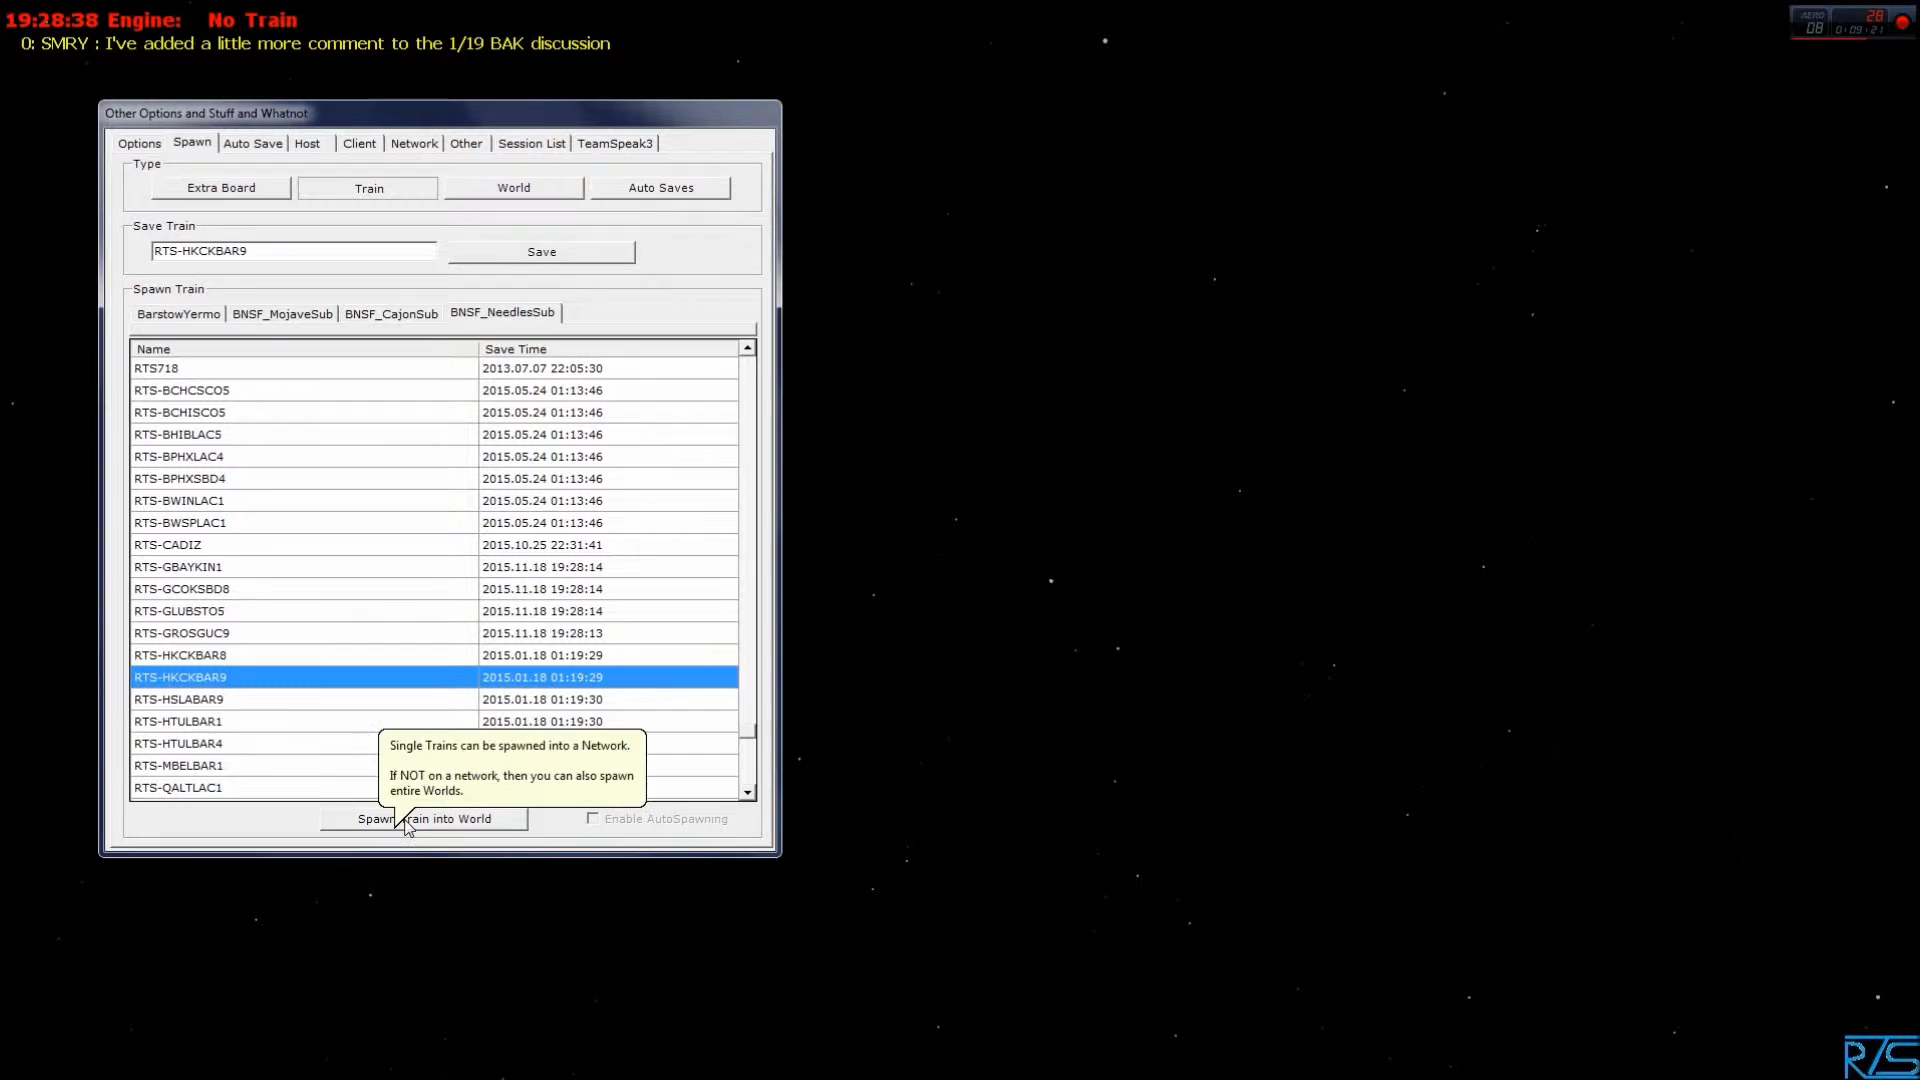 19:28:38 Engine:   No Train
0: SMRY : I've added a little more comment to the 1/19 BAK discussion
AERO
08
28
0:09:21
Other Options and Stuff and Whatnot
Options Spawn Auto Save Host Client Network Other Session List TeamSpeak3
Type
Extra Board Train World Auto Saves
Save Train
RTS-HKCKBAR9 Save
Spawn Train
BarstowYermo BNSF_MojaveSub BNSF_CajonSub BNSF_NeedlesSub
Name Save Time
RTS718 2013.07.07 22:05:30
RTS-BCHCSCO5 2015.05.24 01:13:46
RTS-BCHISCO5 2015.05.24 01:13:46
RTS-BHIBLAC5 2015.05.24 01:13:46
RTS-BPHXLAC4 2015.05.24 01:13:46
RTS-BPHXSBD4 2015.05.24 01:13:46
RTS-BWINLAC1 2015.05.24 01:13:46
RTS-BWSPLAC1 2015.05.24 01:13:46
RTS-CADIZ 2015.10.25 22:31:41
RTS-GBAYKIN1 2015.11.18 19:28:14
RTS-GCOKSBD8 2015.11.18 19:28:14
RTS-GLUBSTO5 2015.11.18 19:28:14
RTS-GROSGUC9 2015.11.18 19:28:13
RTS-HKCKBAR8 2015.01.18 01:19:29
RTS-HKCKBAR9 2015.01.18 01:19:29
RTS-HSLABAR9 2015.01.18 01:19:30
RTS-HTULBAR1 2015.01.18 01:19:30
RTS-HTULBAR4
RTS-MBELBAR1
RTS-QALTLAC1
Single Trains can be spawned into a Network.
If NOT on a network, then you can also spawn
entire Worlds.
Spawn Train into World Enable AutoSpawning